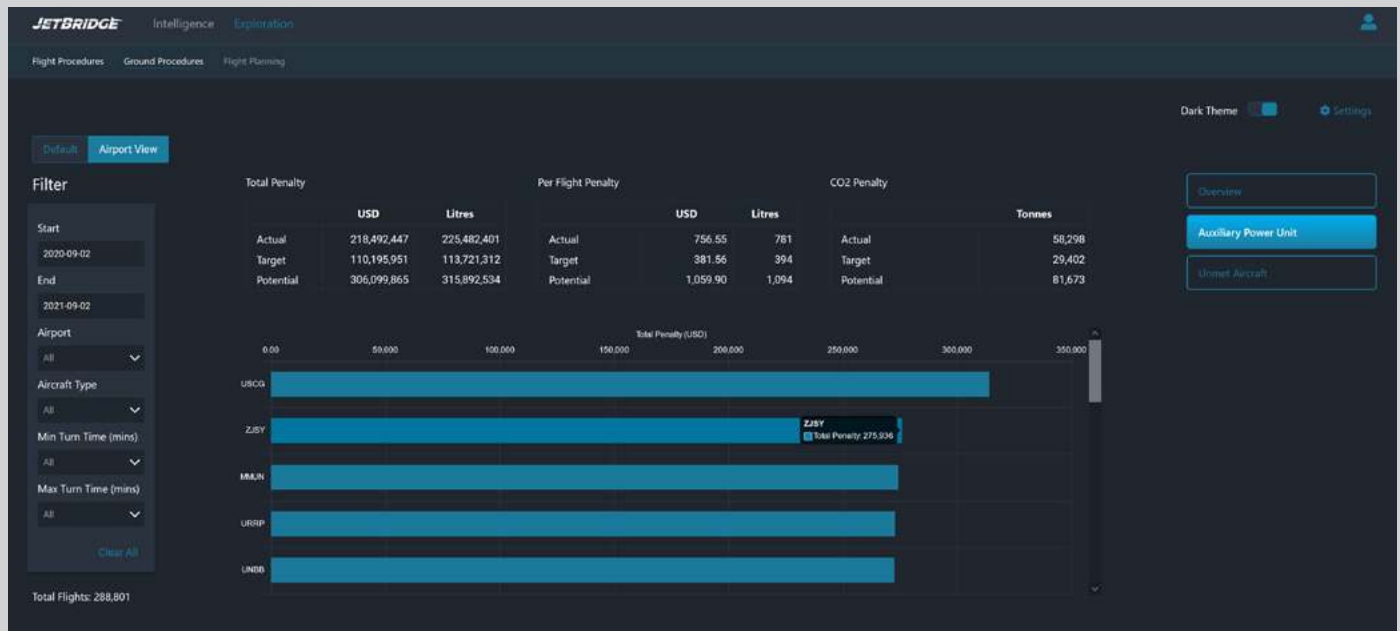 JETBRIDGE Intelligence Exploration
Flight Procedures Ground Procedures Flight Planning
Dark Theme Settings
Default Airport View
Filter
Start
2020-09-02
End
2021-09-02
Airport
All
Aircraft Type
All
Min Turn Time (mins)
All
Max Turn Time (mins)
All
Clear All
Total Flights: 288,801
Total Penalty
USD Litres
Actual 218,492,447 225,482,401
Target 110,195,951 113,721,312
Potential 306,099,865 315,892,534
Per Flight Penalty
USD Litres
Actual 756.55 781
Target 381.56 394
Potential 1,059.90 1,094
CO2 Penalty
Tonnes
Actual 58,298
Target 29,402
Potential 81,673
Total Penalty (USD)
0.00 50,000 100,000 150,000 200,000 250,000 300,000 350,000
USCG
ZJSY
ZJSY
Total Penalty: 275,936
MMUN
URRP
UNBB
Overview
Auxiliary Power Unit
Unmet Aircraft